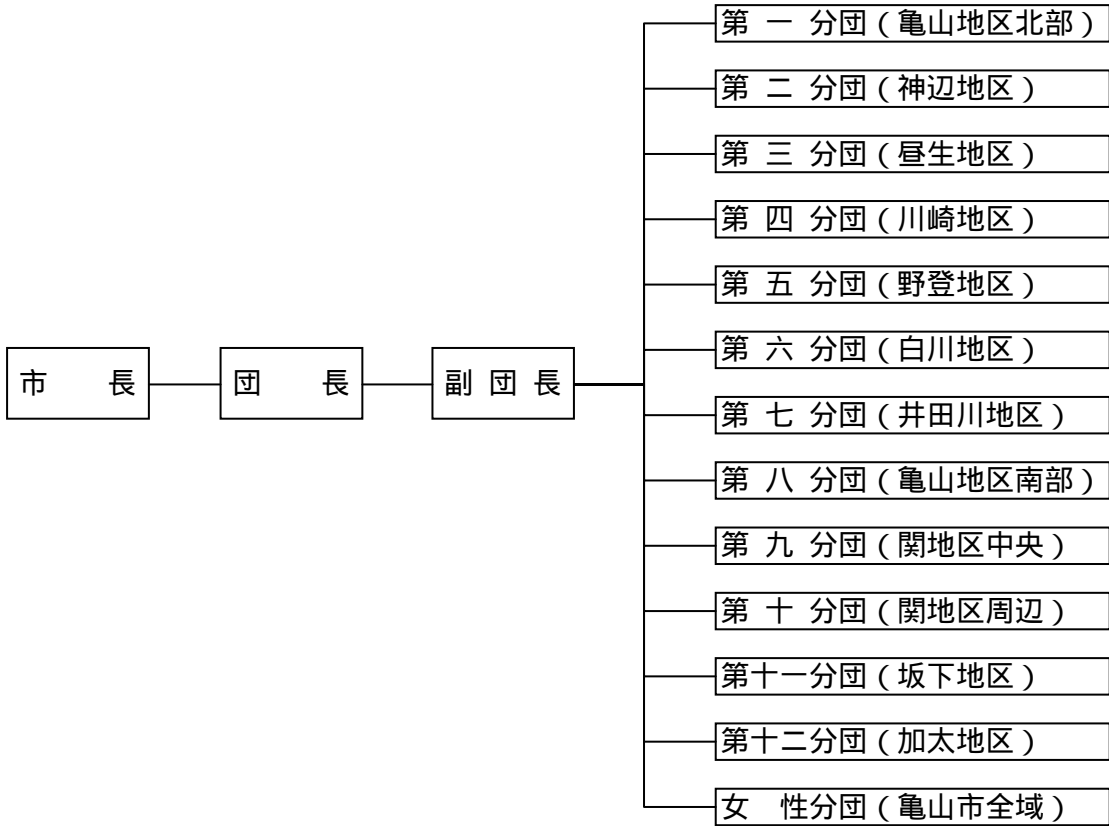 市　　長
団　　長
副 団 長
第 一 分団（亀山地区北部）
第 二 分団（神辺地区）
第 三 分団（昼生地区）
第 四 分団（川崎地区）
第 五 分団（野登地区）
第 六 分団（白川地区）
第 七 分団（井田川地区）
第 八 分団（亀山地区南部）
第 九 分団（関地区中央）
第 十 分団（関地区周辺）
第十一分団（坂下地区）
第十二分団（加太地区）
女　性分団（亀山市全域）